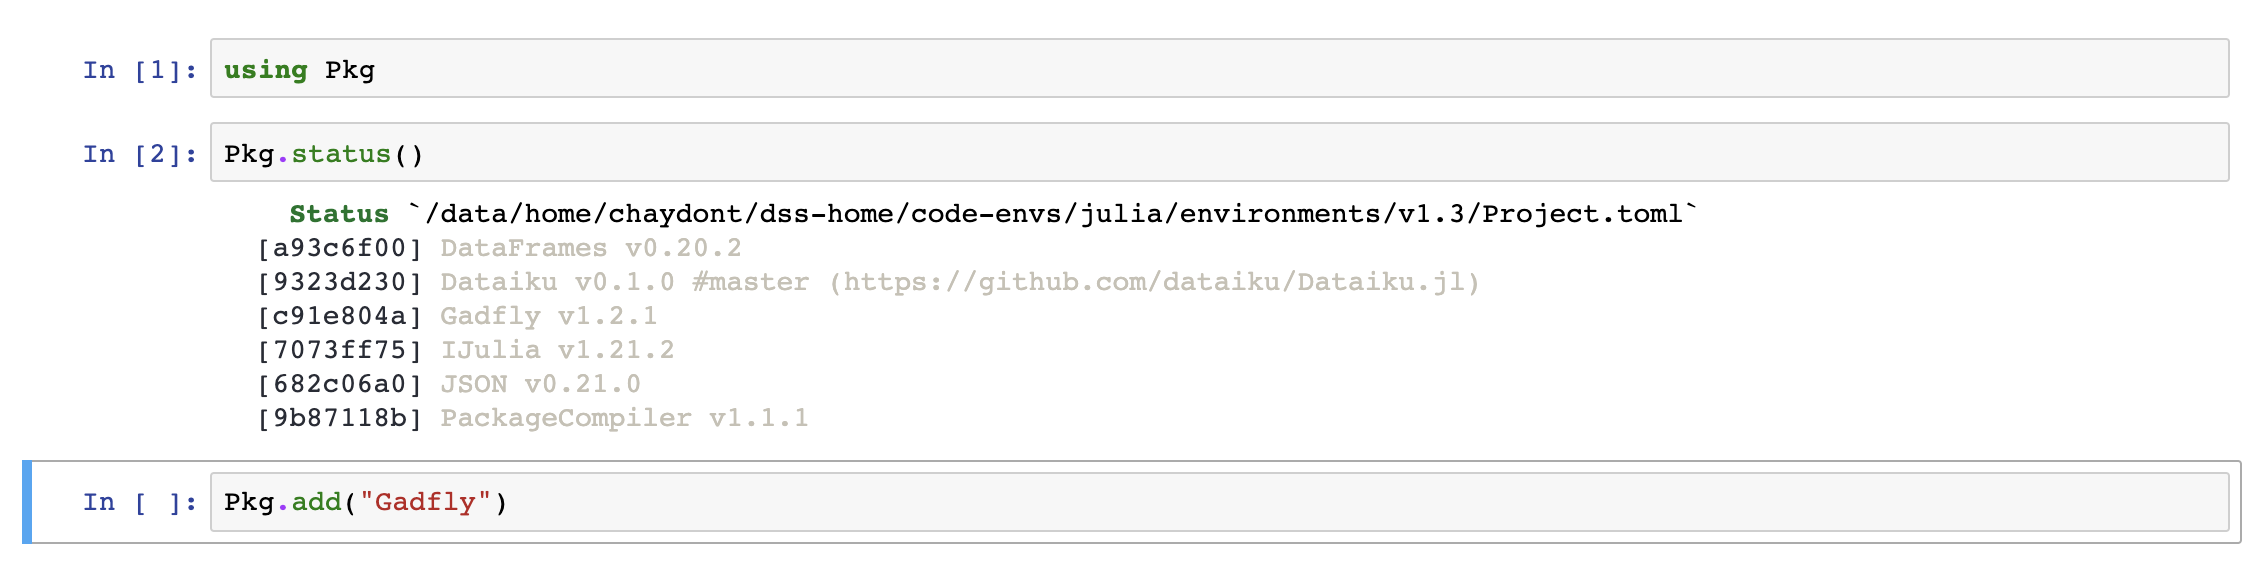 In [1]: using Pkg
In [2]: Pkg.status()
Status `/data/home/chaydont/dss-home/code-envs/julia/environments/v1.3/Project.toml`
[a93c6f00] DataFrames v0.20.2
[9323d230] Dataiku v0.1.0 #master (https://github.com/dataiku/Dataiku.jl)
[c91e804a] Gadfly v1.2.1
[7073ff75] IJulia v1.21.2
[682c06a0] JSON v0.21.0
[9b87118b] PackageCompiler v1.1.1
In [ ]: Pkg.add("Gadfly")